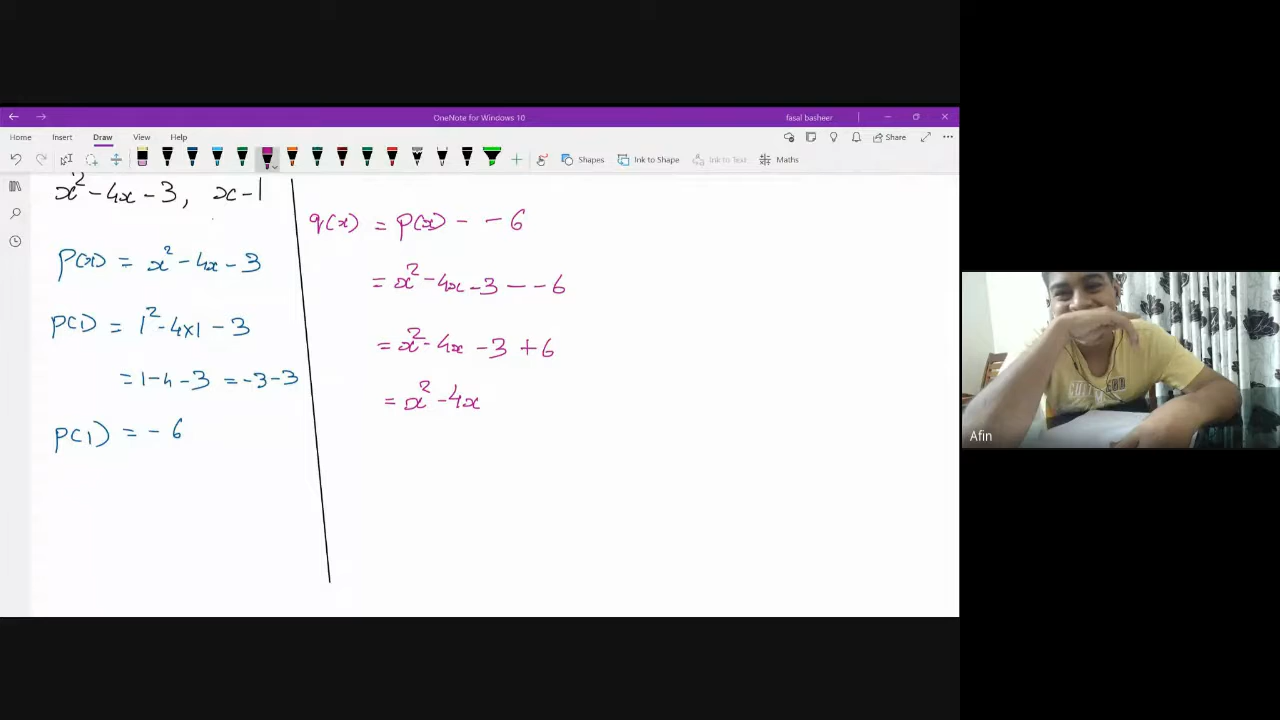 OneNote for Windows 10
fasal basheer
Home Insert Draw View Help
Share
Shapes Ink to Shape Ink to Text Maths
x² - 4x - 3, x - 1
p(x) = x² - 4x - 3
p(1) = 1² - 4x1 - 3
= 1 - 4 - 3 = -3 - 3
p(1) = - 6
q(x) = p(x) - - 6
= x² - 4x - 3 - - 6
= x² - 4x - 3 + 6
= x² - 4x
Afin